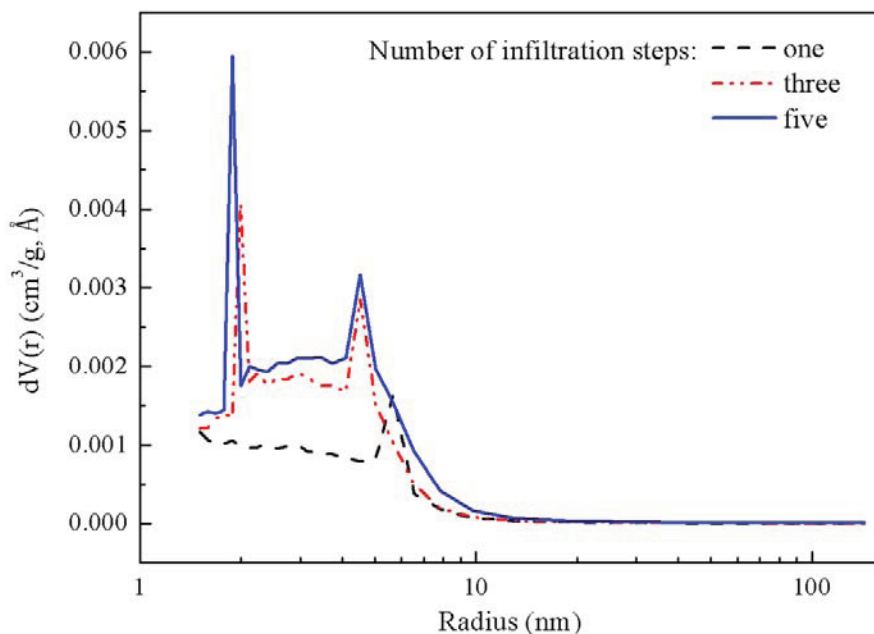 Number of infiltration steps:
one
three
five
0.006
0.005
0.004
0.003
0.002
0.001
0.000
dV(r) (cm³/g, Å)
1
10
100
Radius (nm)